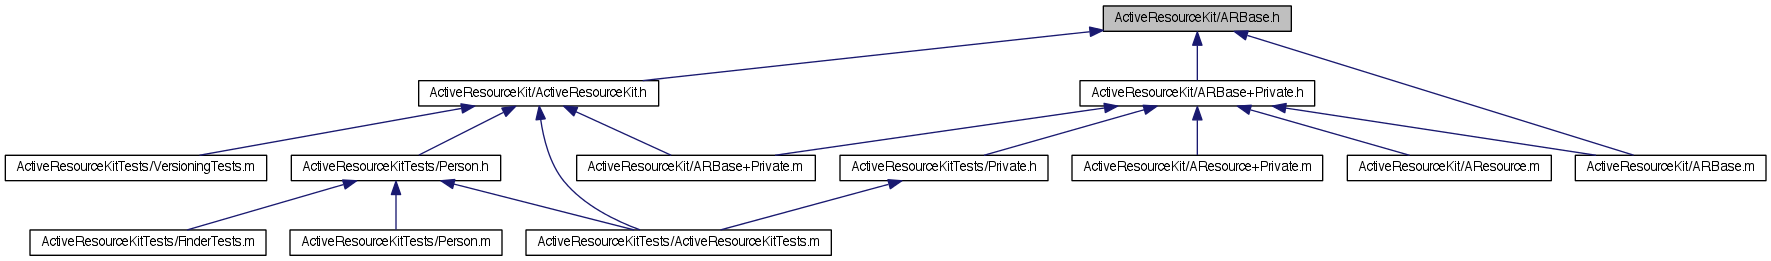 ActiveResourceKit/ARBase.h
ActiveResourceKit/ActiveResourceKit.h
ActiveResourceKit/ARBase+Private.h
ActiveResourceKitTests/VersioningTests.m
ActiveResourceKitTests/Person.h
ActiveResourceKit/ARBase+Private.m
ActiveResourceKitTests/Private.h
ActiveResourceKit/AResource+Private.m
ActiveResourceKit/AResource.m
ActiveResourceKit/ARBase.m
ActiveResourceKitTests/FinderTests.m
ActiveResourceKitTests/Person.m
ActiveResourceKitTests/ActiveResourceKitTests.m